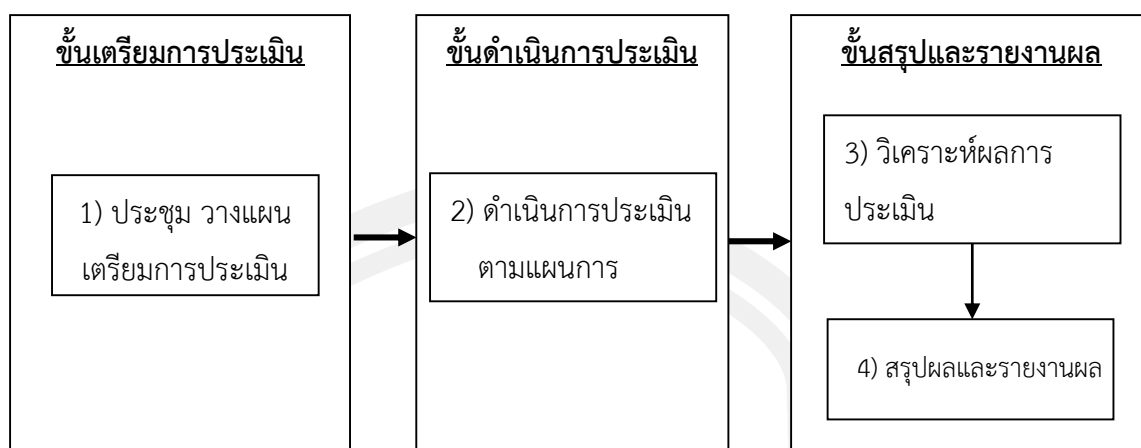 ขั้นเตรียมการประเมิน
1) ประชุม วางแผน
เตรียมการประเมิน
ขั้นดำเนินการประเมิน
2) ดำเนินการประเมิน
ตามแผนการ
ขั้นสรุปและรายงานผล
3) วิเคราะห์ผลการ
ประเมิน
4) สรุปผลและรายงานผล